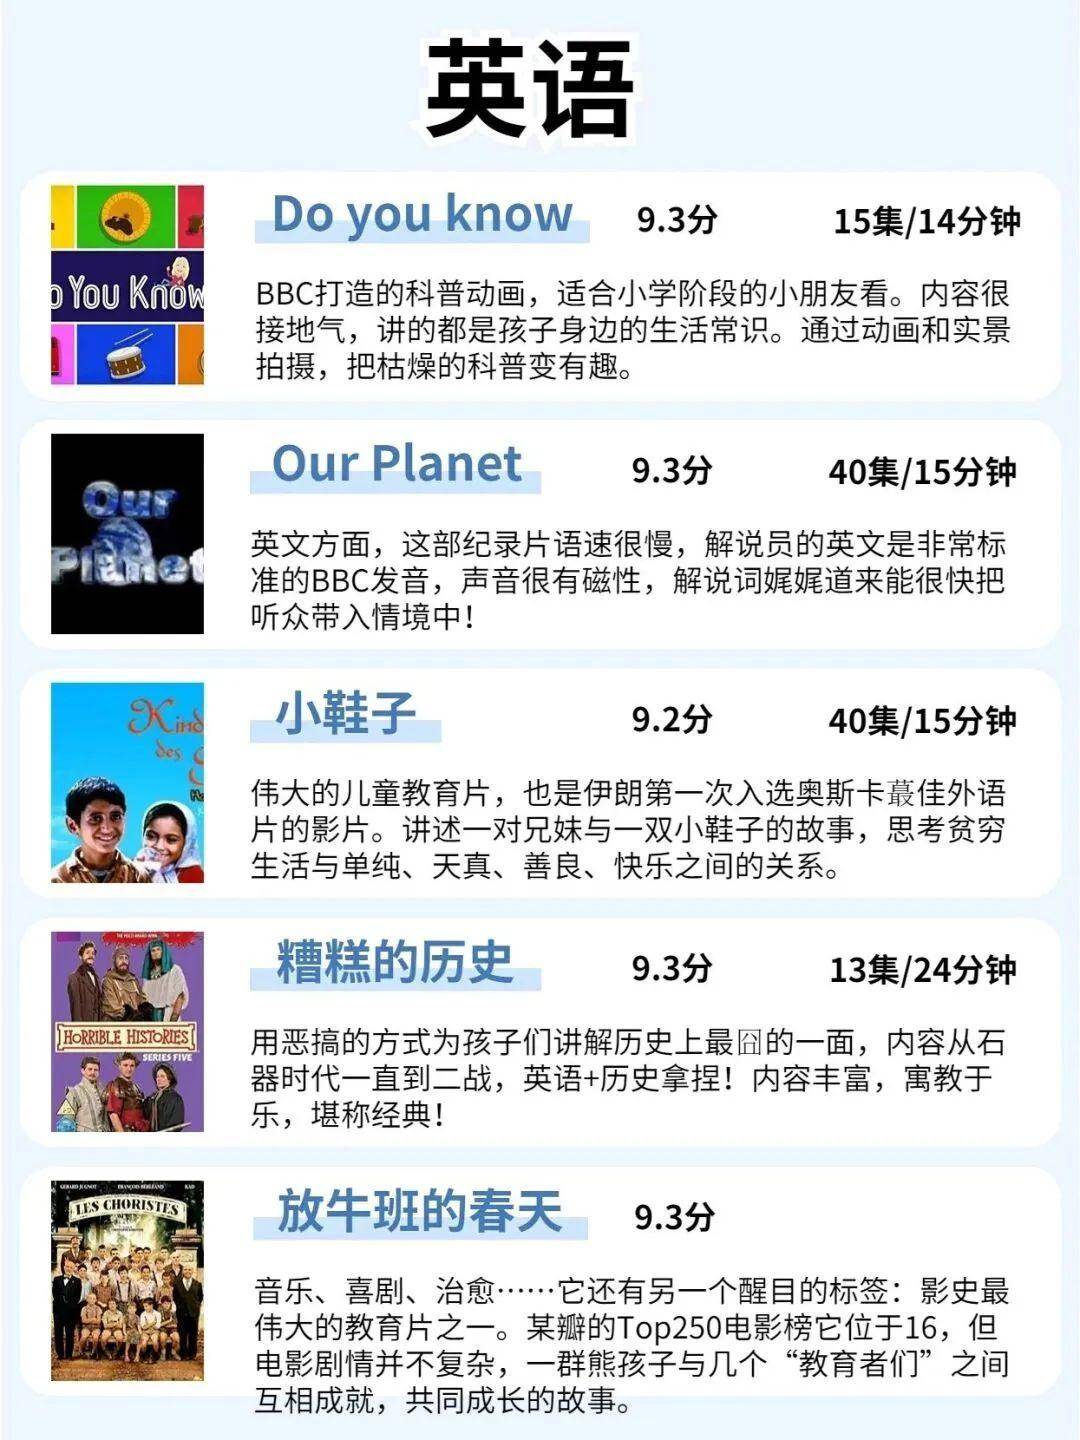 英语
Do You Know
Do you know 9.3分 15集/14分钟
BBC打造的科普动画，适合小学阶段的小朋友看。内容很
接地气，讲的都是孩子身边的生活常识。通过动画和实景
拍摄，把枯燥的科普变有趣。
Our
Planet
Our Planet 9.3分 40集/15分钟
英文方面，这部纪录片语速很慢，解说员的英文是非常标
准的BBC发音，声音很有磁性，解说词娓娓道来能很快把
听众带入情境中！
Kind
des
小鞋子 9.2分 40集/15分钟
伟大的儿童教育片，也是伊朗第一次入选奥斯卡蕞佳外语
片的影片。讲述一对兄妹与一双小鞋子的故事，思考贫穷
生活与单纯、天真、善良、快乐之间的关系。
HORRIBLE HISTORIES
SERIES FIVE
糟糕的历史 9.3分 13集/24分钟
用恶搞的方式为孩子们讲解历史上最囧的一面，内容从石
器时代一直到二战，英语+历史拿捏！内容丰富，寓教于
乐，堪称经典！
GERARD JUGNOT FRANÇOIS BERLEAND KAD
LES CHORISTES
放牛班的春天 9.3分
音乐、喜剧、治愈……它还有另一个醒目的标签：影史最
伟大的教育片之一。某瓣的Top250电影榜它位于16，但
电影剧情并不复杂，一群熊孩子与几个“教育者们”之间
互相成就，共同成长的故事。